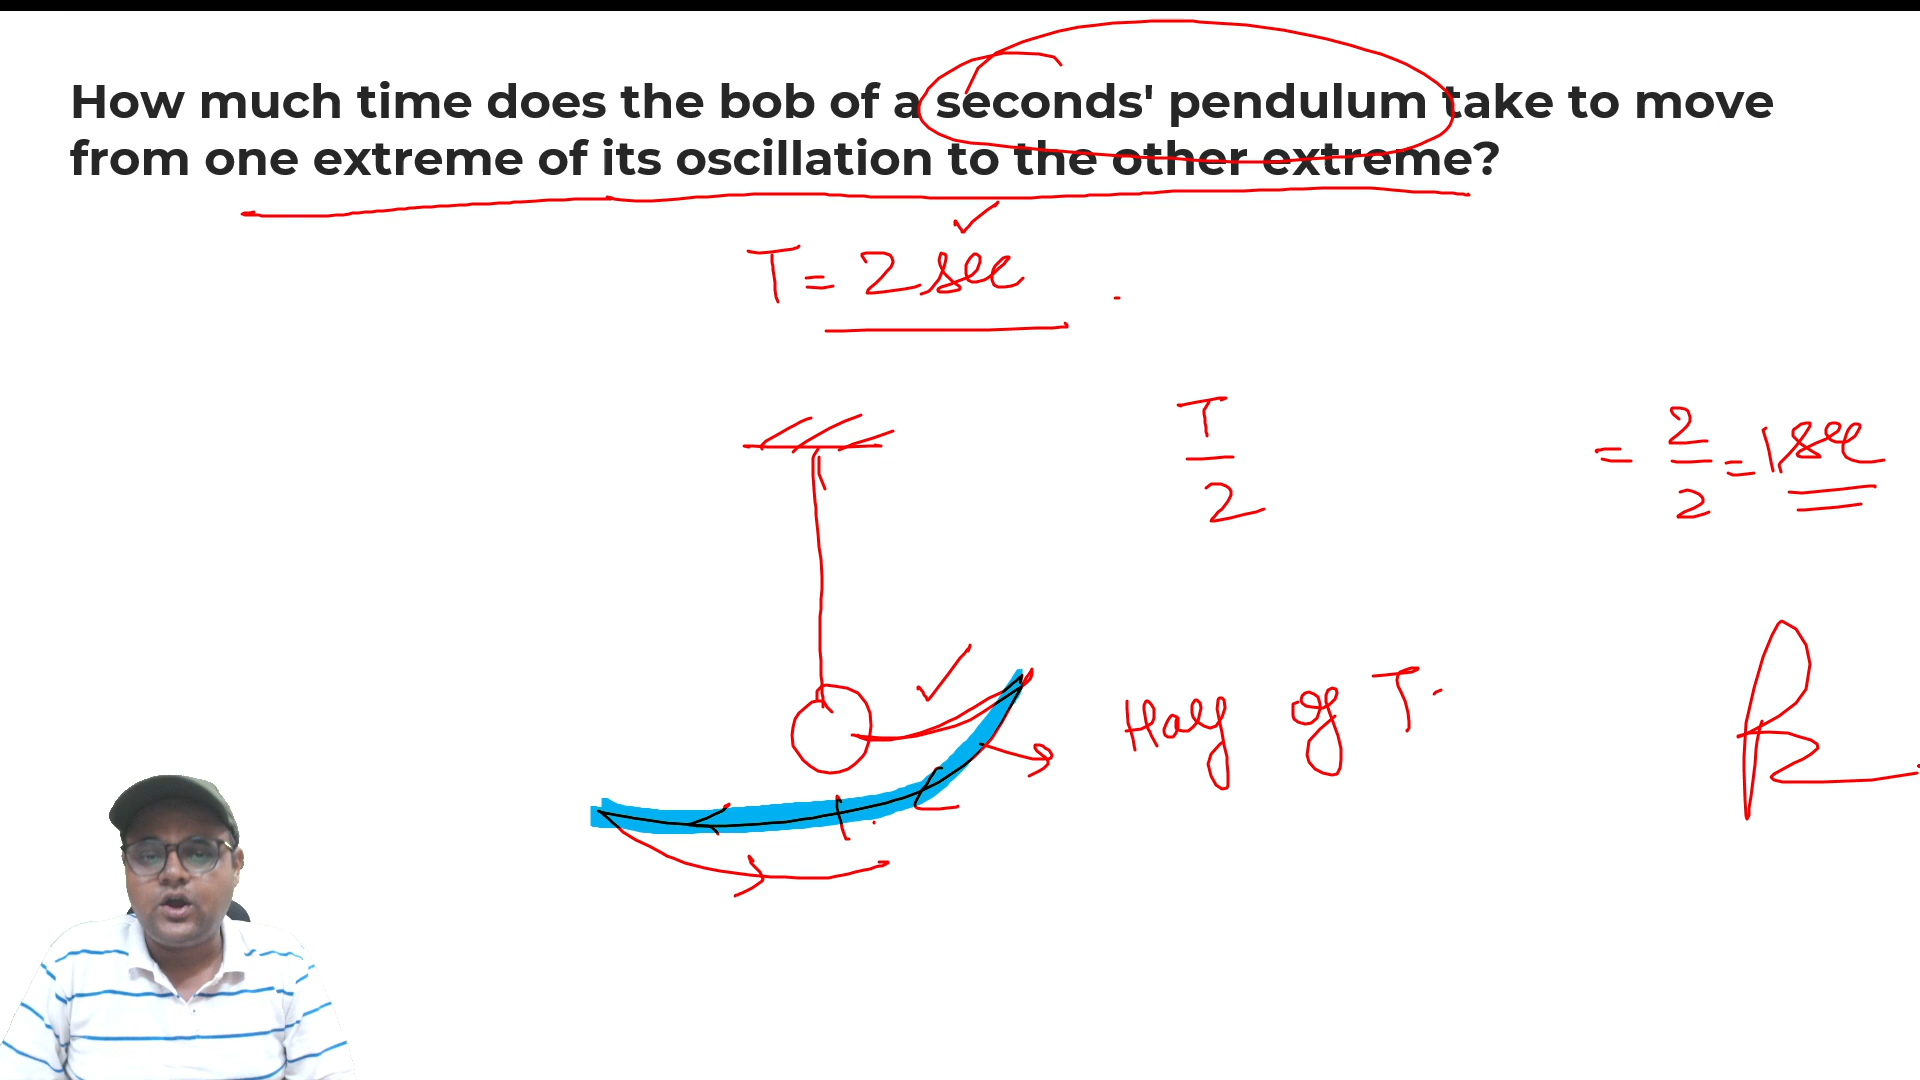 How much time does the bob of a seconds' pendulum take to move
from one extreme of its oscillation to the other extreme?
T = 2 sec
T/2 = 2/2 = 1 sec
Half of T.